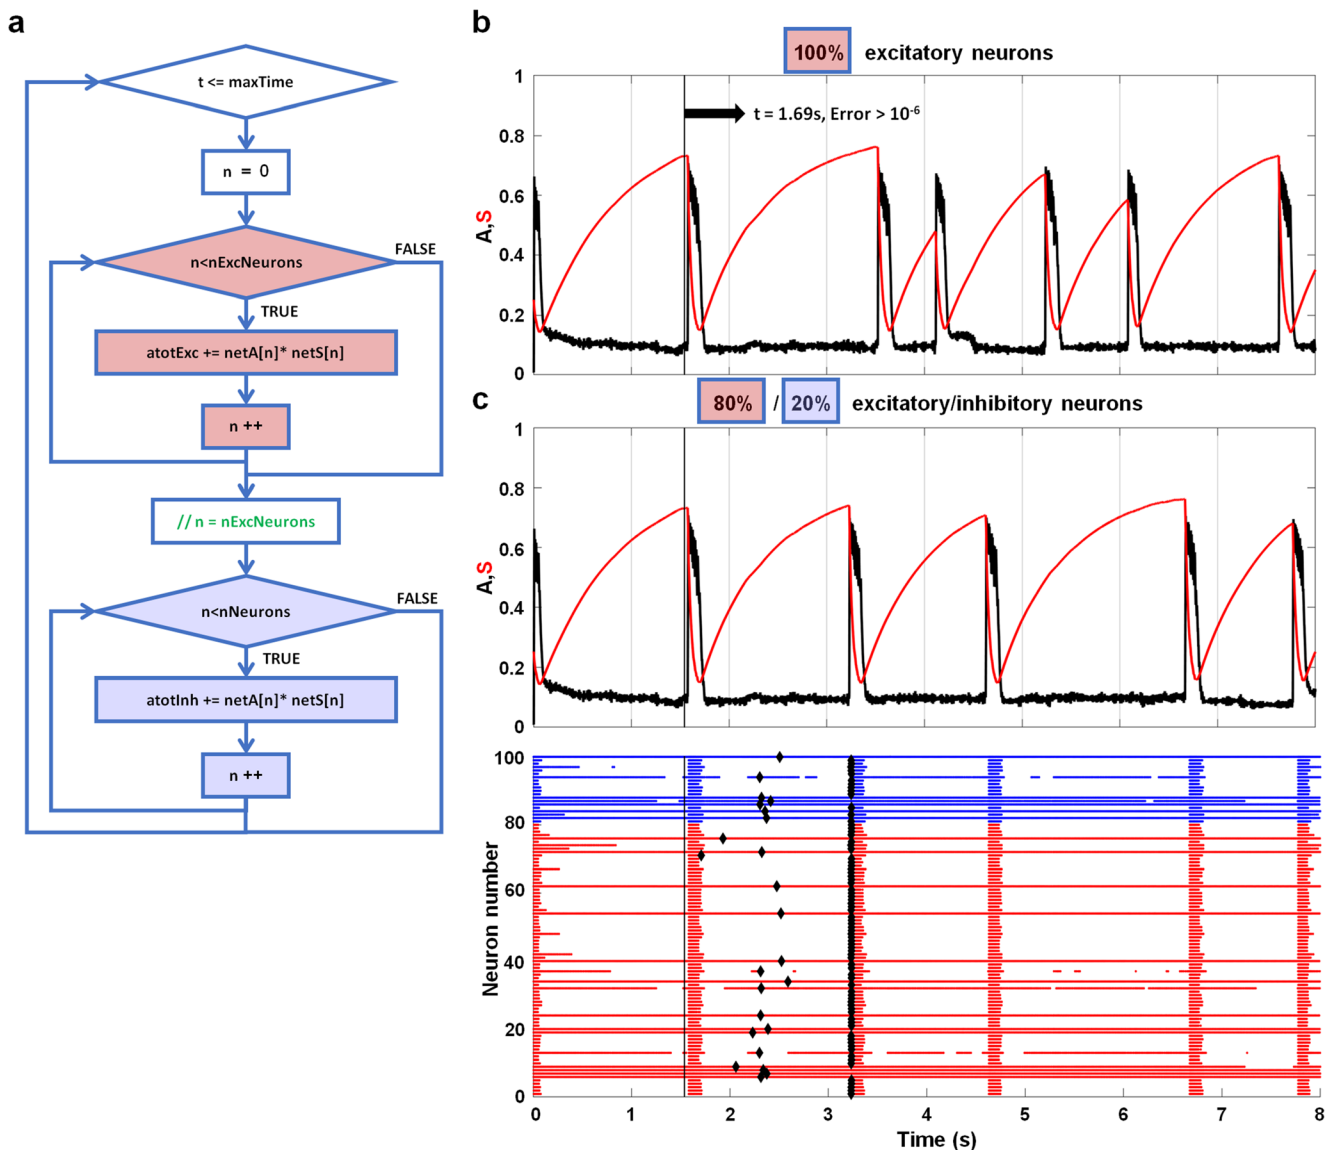 a
t <= maxTime
n = 0
n<nExcNeurons
FALSE
TRUE
atotExc += netA[n]* netS[n]
n ++
// n = nExcNeurons
n<nNeurons
FALSE
TRUE
atotInh += netA[n]* netS[n]
n ++
b
100% excitatory neurons
t = 1.69s, Error > 10⁻⁶
A,S
1
0.8
0.6
0.4
0.2
0
c
80% / 20% excitatory/inhibitory neurons
A,S
1
0.8
0.6
0.4
0.2
0
Neuron number
100
80
60
40
20
0
0 1 2 3 4 5 6 7 8
Time (s)